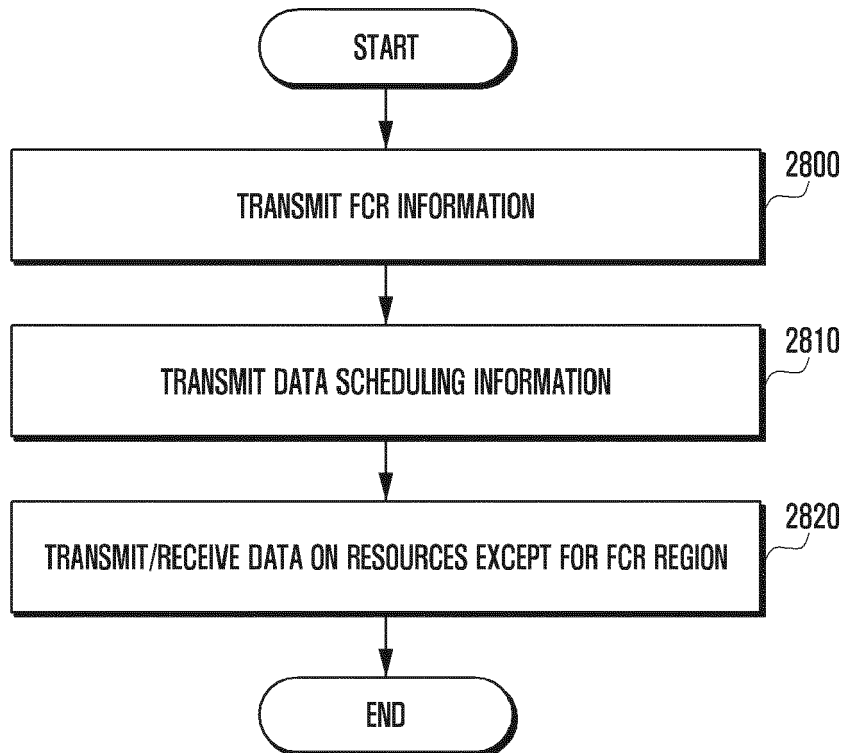 START
TRANSMIT FCR INFORMATION
2800
TRANSMIT DATA SCHEDULING INFORMATION
2810
TRANSMIT/RECEIVE DATA ON RESOURCES EXCEPT FOR FCR REGION
2820
END